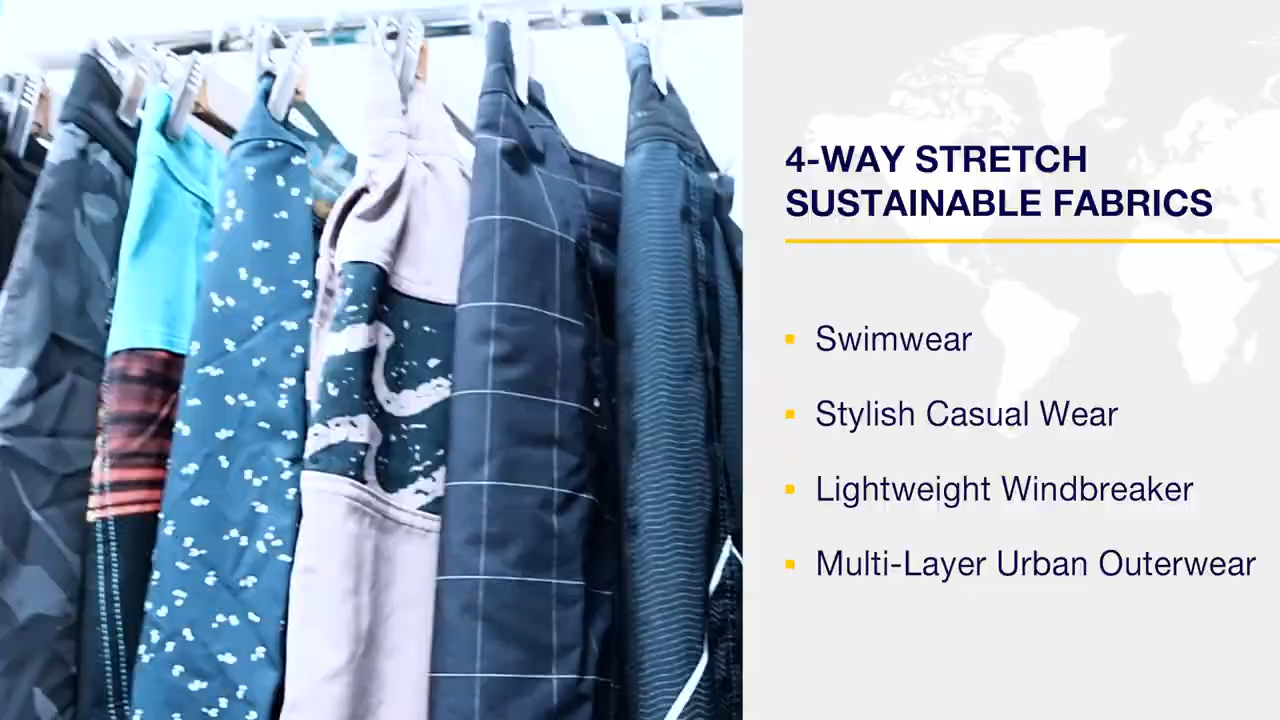 4-WAY STRETCH
SUSTAINABLE FABRICS
Swimwear
Stylish Casual Wear
Lightweight Windbreaker
Multi-Layer Urban Outerwear